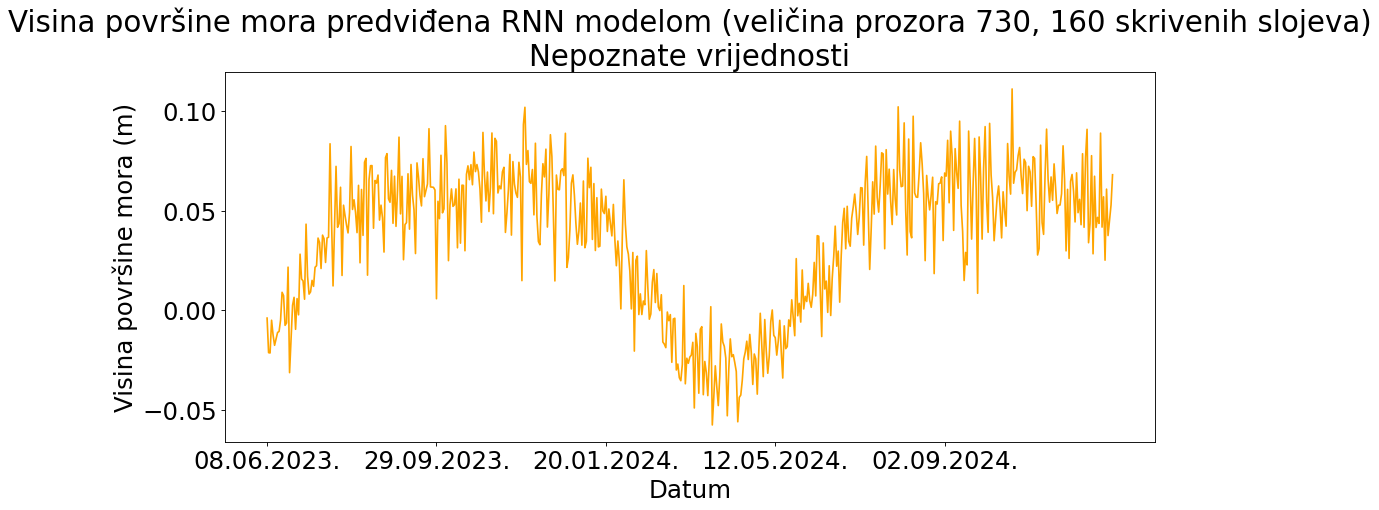 Visina površine mora predviđena RNN modelom (veličina prozora 730, 160 skrivenih slojeva)
Nepoznate vrijednosti
Visina površine mora (m)
0.10
0.05
0.00
−0.05
08.06.2023. 29.09.2023. 20.01.2024. 12.05.2024. 02.09.2024.
Datum